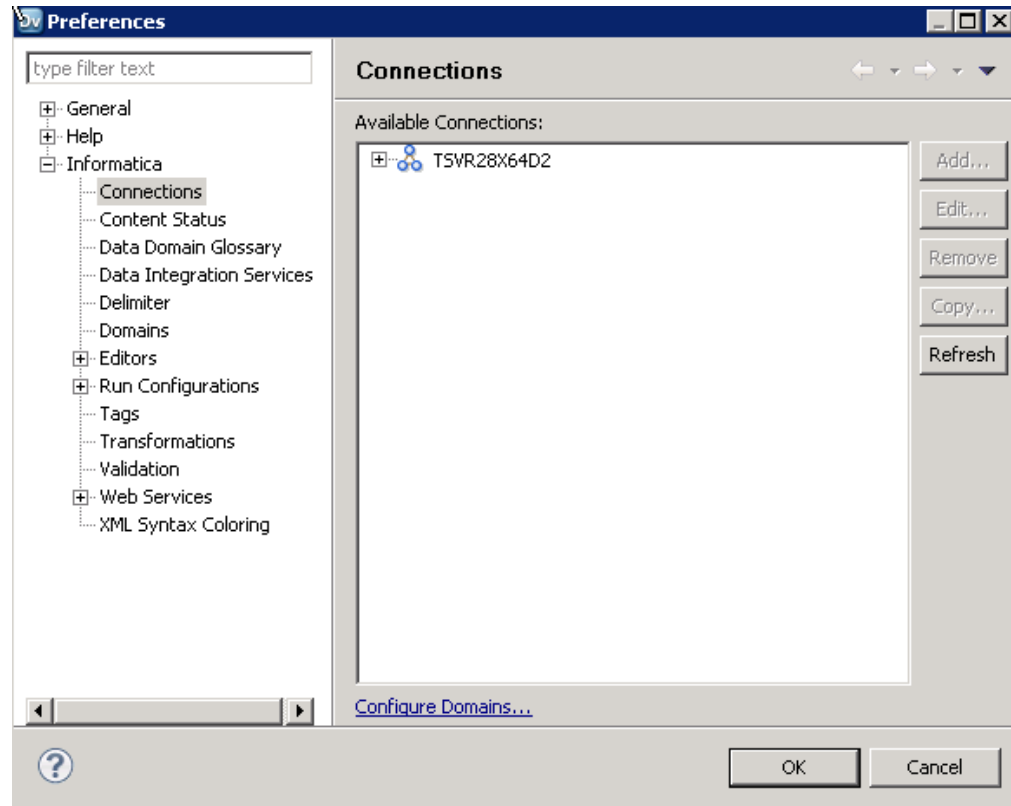 Dv Preferences
type filter text
General
Help
Informatica
Connections
Content Status
Data Domain Glossary
Data Integration Services
Delimiter
Domains
Editors
Run Configurations
Tags
Transformations
Validation
Web Services
XML Syntax Coloring
Connections
Available Connections:
TSVR28X64D2
Add...
Edit...
Remove
Copy...
Refresh
Configure Domains...
?
OK
Cancel